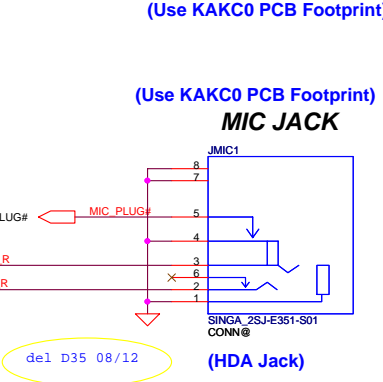 (Use KAKC0 PCB Footprint)
(Use KAKC0 PCB Footprint)
MIC JACK
JMIC1
8
7
LUG#
MIC_PLUG#
5
4
R
3
6
R
2
1
SINGA_2SJ-E351-S01
CONN@
del D35 08/12
(HDA Jack)